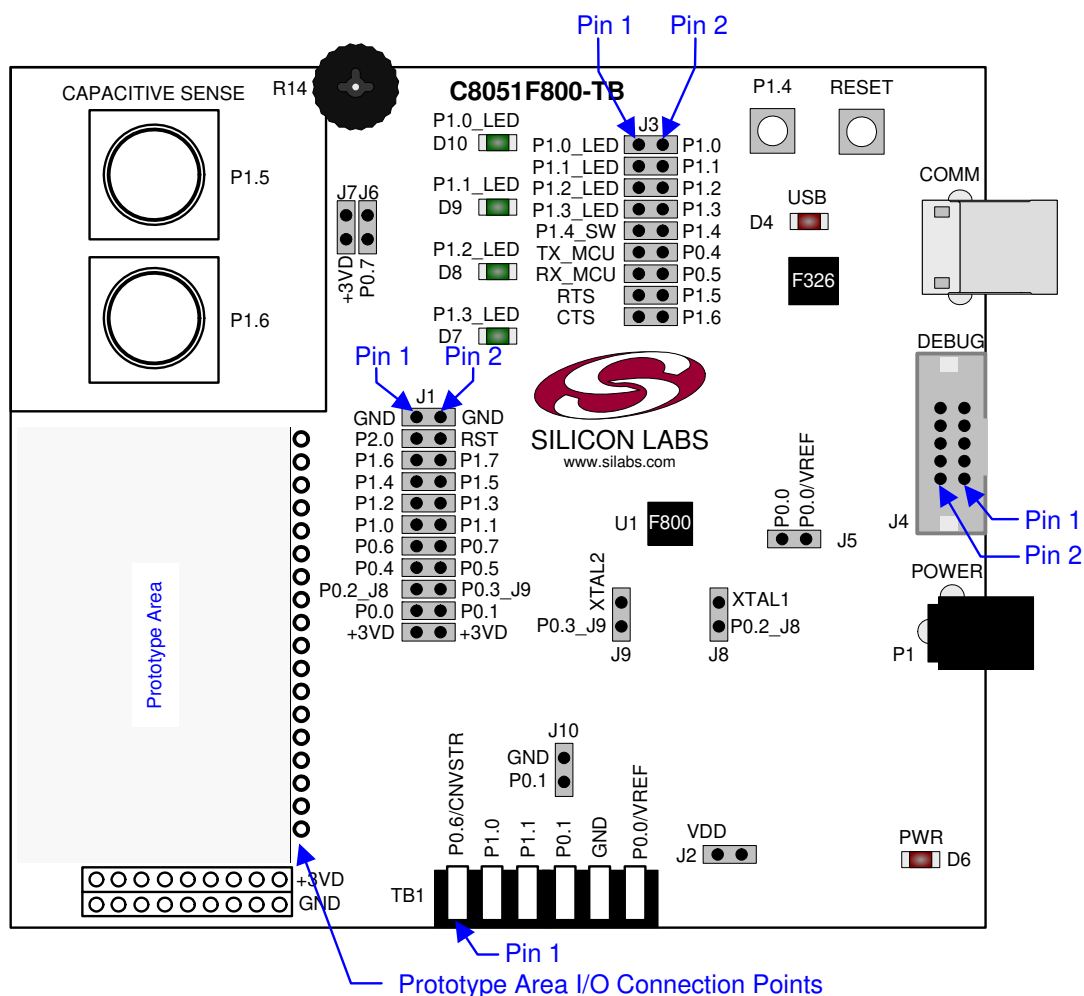 Pin 1 Pin 2
CAPACITIVE SENSE
R14
C8051F800-TB
P1.4 RESET
P1.5
P1.6
J7 J6
+3VD
P0.7
P1.0_LED
D10
P1.1_LED
D9
P1.2_LED
D8
P1.3_LED
D7
J3
P1.0_LED P1.0
P1.1_LED P1.1
P1.2_LED P1.2
P1.3_LED P1.3
P1.4_SW P1.4
TX_MCU P0.4
RX_MCU P0.5
RTS P1.5
CTS P1.6
USB
D4
F326
COMM
DEBUG
J4
Pin 1
Pin 2
Pin 1 Pin 2
J1
GND GND
P2.0 RST
P1.6 P1.7
P1.4 P1.5
P1.2 P1.3
P1.0 P1.1
P0.6 P0.7
P0.4 P0.5
P0.2_J8 P0.3_J9
P0.0 P0.1
+3VD +3VD
SILICON LABS
www.silabs.com
U1 F800
P0.0
P0.0/VREF
J5
XTAL2
P0.3_J9
J9
XTAL1
P0.2_J8
J8
POWER
P1
Prototype Area
J10
GND
P0.1
P0.6/CNVSTR
P1.0
P1.1
P0.1
GND
P0.0/VREF
TB1
VDD
J2
PWR
D6
+3VD
GND
Pin 1
Prototype Area I/O Connection Points